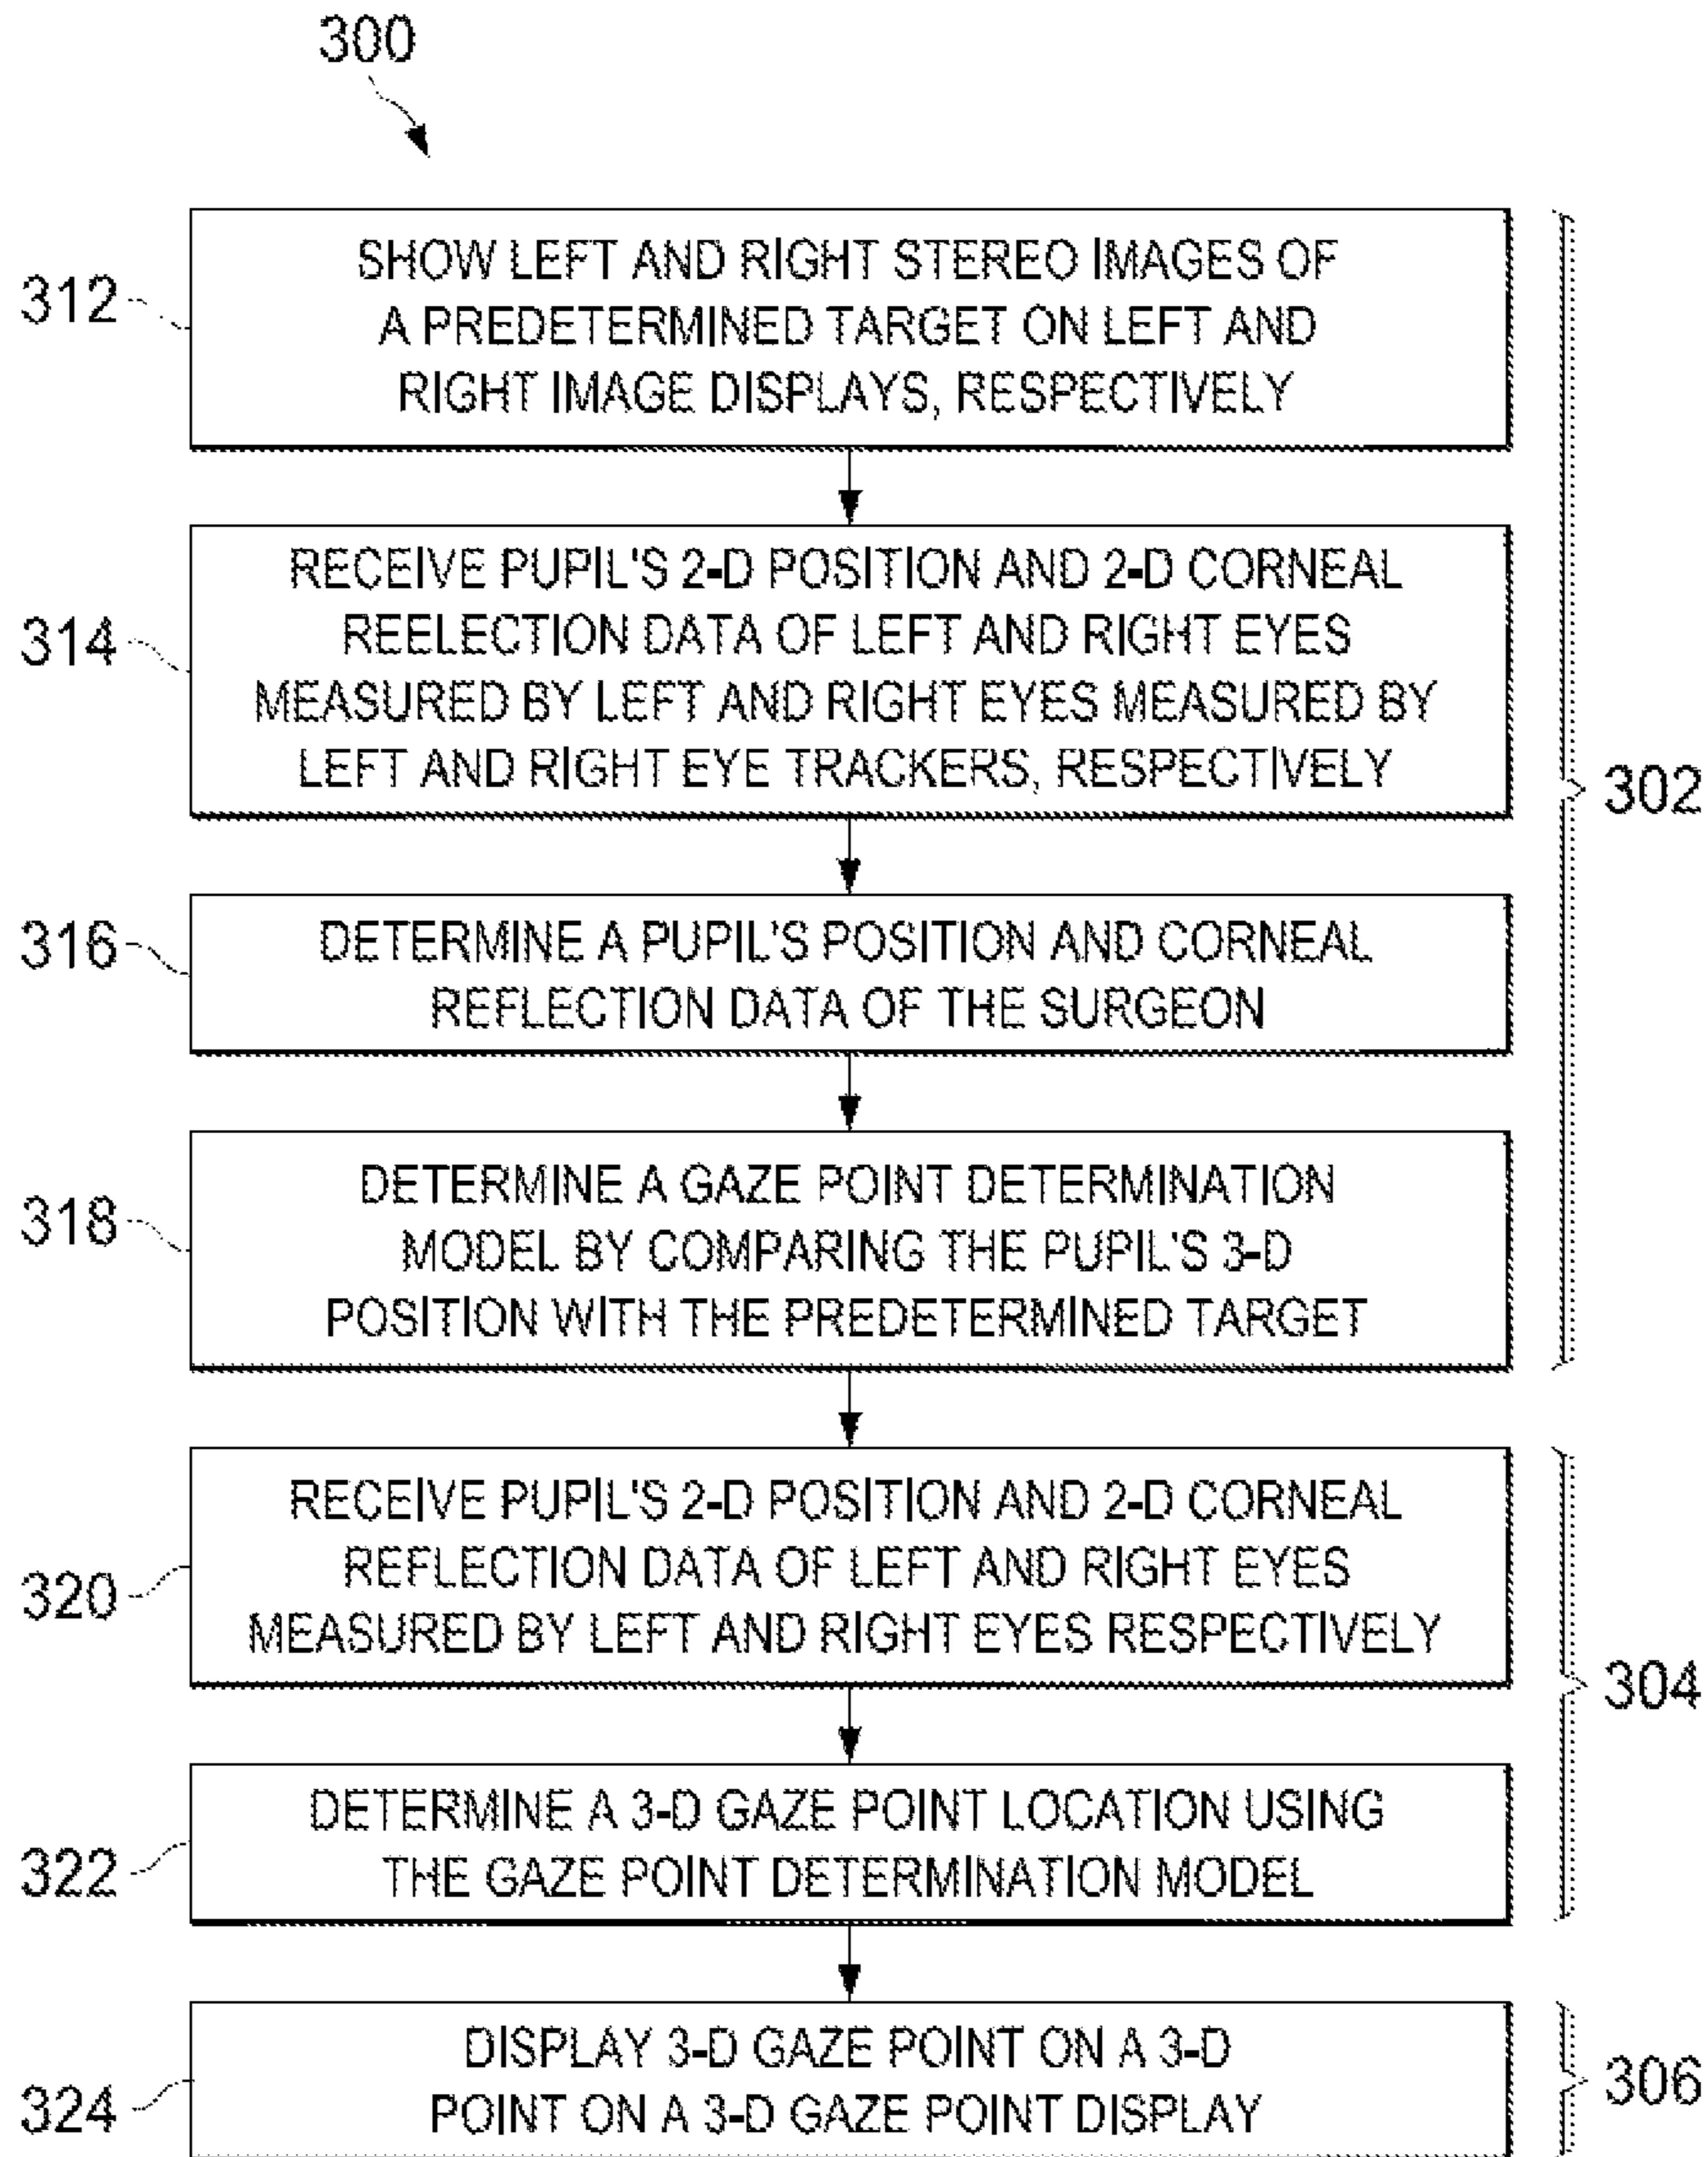 300
312
SHOW LEFT AND RIGHT STEREO IMAGES OF
A PREDETERMINED TARGET ON LEFT AND
RIGHT IMAGE DISPLAYS, RESPECTIVELY
314
RECEIVE PUPIL'S 2-D POSITION AND 2-D CORNEAL
REELECTION DATA OF LEFT AND RIGHT EYES
MEASURED BY LEFT AND RIGHT EYES MEASURED BY
LEFT AND RIGHT EYE TRACKERS, RESPECTIVELY
302
316
DETERMINE A PUPIL'S POSITION AND CORNEAL
REFLECTION DATA OF THE SURGEON
318
DETERMINE A GAZE POINT DETERMINATION
MODEL BY COMPARING THE PUPIL'S 3-D
POSITION WITH THE PREDETERMINED TARGET
320
RECEIVE PUPIL'S 2-D POSITION AND 2-D CORNEAL
REFLECTION DATA OF LEFT AND RIGHT EYES
MEASURED BY LEFT AND RIGHT EYES RESPECTIVELY
304
322
DETERMINE A 3-D GAZE POINT LOCATION USING
THE GAZE POINT DETERMINATION MODEL
324
DISPLAY 3-D GAZE POINT ON A 3-D
POINT ON A 3-D GAZE POINT DISPLAY
306